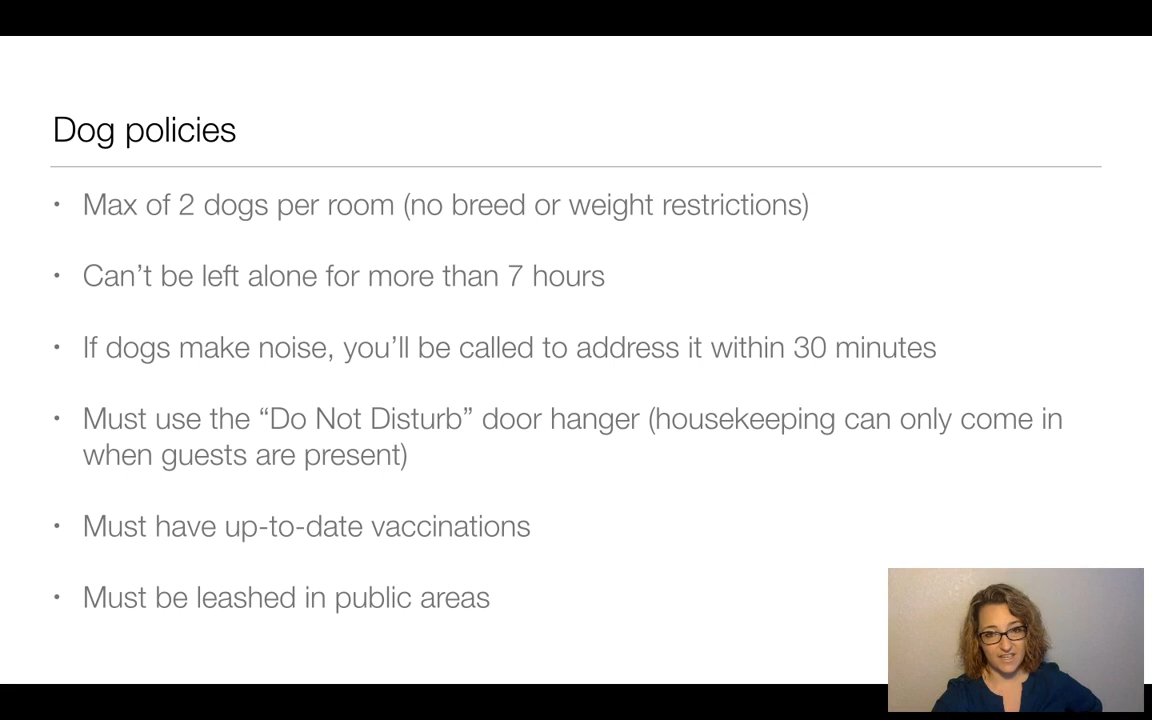 Dog policies
• Max of 2 dogs per room (no breed or weight restrictions)
• Can’t be left alone for more than 7 hours
• If dogs make noise, you’ll be called to address it within 30 minutes
• Must use the “Do Not Disturb” door hanger (housekeeping can only come in
when guests are present)
• Must have up-to-date vaccinations
• Must be leashed in public areas